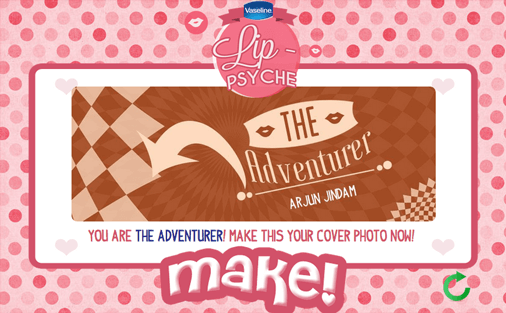 Vaseline
Lip-
PSYCHE
THE
Adventurer
ARJUN JINDAM
YOU ARE THE ADVENTURER! MAKE THIS YOUR COVER PHOTO NOW!
make!